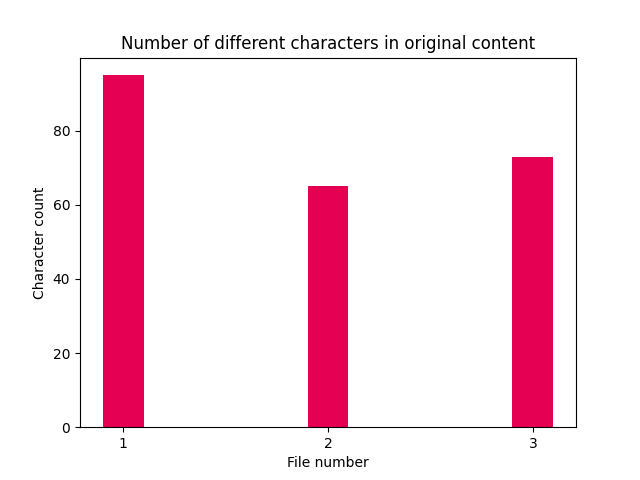 Number of different characters in original content
80
60
40
20
0
Character count
1 2 3
File number